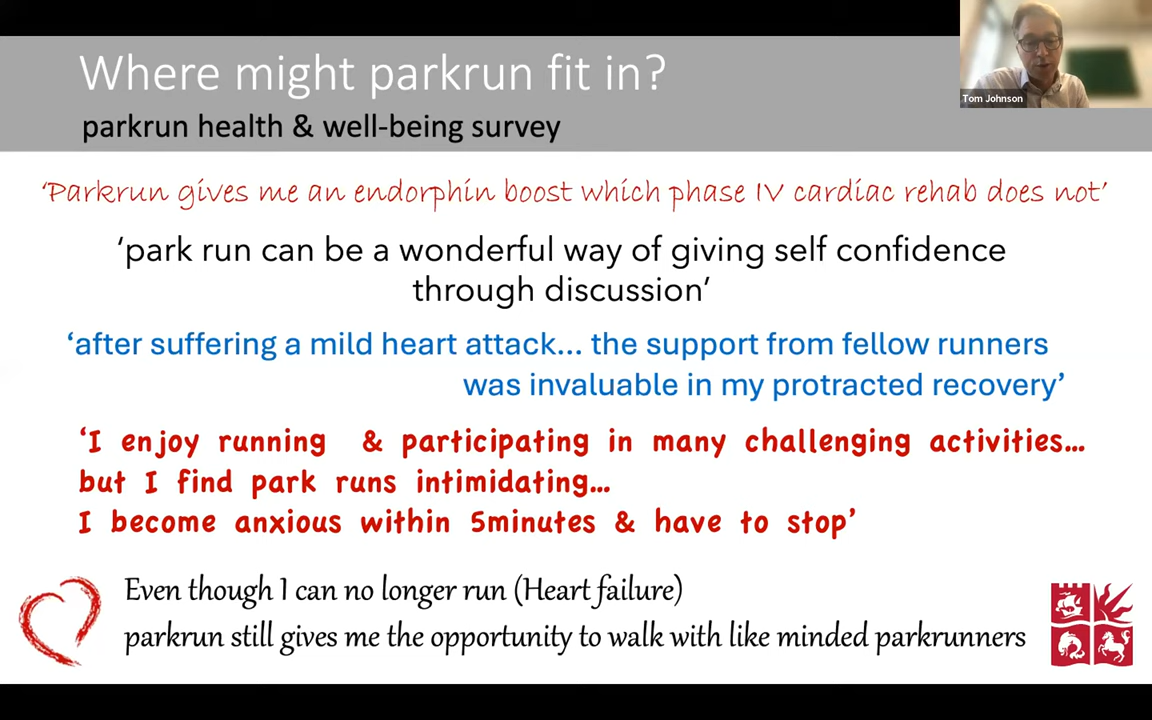 Where might parkrun fit in?
parkrun health & well-being survey
Tom Johnson
‘Parkrun gives me an endorphin boost which phase IV cardiac rehab does not’
‘park run can be a wonderful way of giving self confidence
through discussion’
‘after suffering a mild heart attack... the support from fellow runners
was invaluable in my protracted recovery’
‘I enjoy running & participating in many challenging activities...
but I find park runs intimidating...
I become anxious within 5minutes & have to stop’
Even though I can no longer run (Heart failure)
parkrun still gives me the opportunity to walk with like minded parkrunners